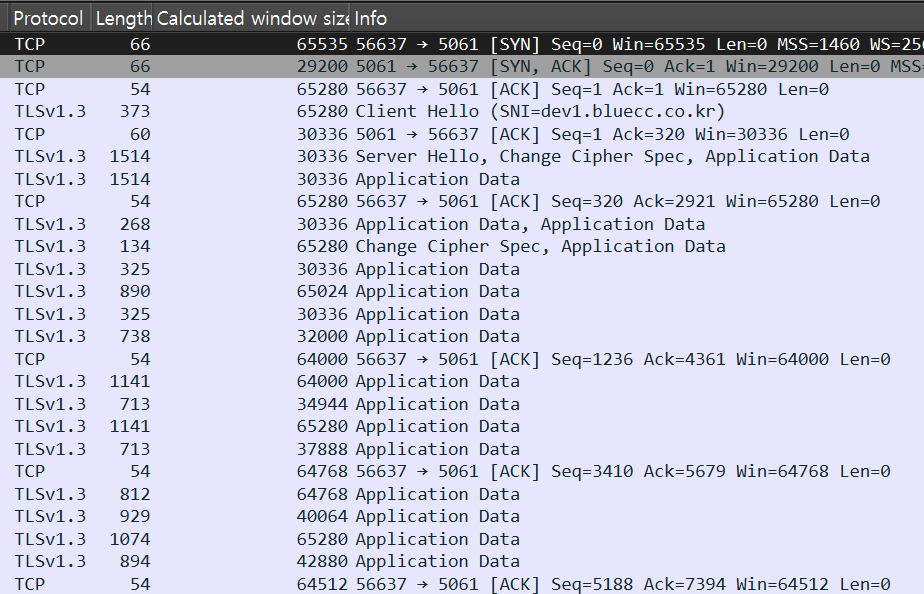 Protocol Length Calculated window size Info
TCP 66 65535 56637 → 5061 [SYN] Seq=0 Win=65535 Len=0 MSS=1460 WS=256
TCP 66 29200 5061 → 56637 [SYN, ACK] Seq=0 Ack=1 Win=29200 Len=0 MSS=
TCP 54 65280 56637 → 5061 [ACK] Seq=1 Ack=1 Win=65280 Len=0
TLSv1.3 373 65280 Client Hello (SNI=dev1.bluecc.co.kr)
TCP 60 30336 5061 → 56637 [ACK] Seq=1 Ack=320 Win=30336 Len=0
TLSv1.3 1514 30336 Server Hello, Change Cipher Spec, Application Data
TLSv1.3 1514 30336 Application Data
TCP 54 65280 56637 → 5061 [ACK] Seq=320 Ack=2921 Win=65280 Len=0
TLSv1.3 268 30336 Application Data, Application Data
TLSv1.3 134 65280 Change Cipher Spec, Application Data
TLSv1.3 325 30336 Application Data
TLSv1.3 890 65024 Application Data
TLSv1.3 325 30336 Application Data
TLSv1.3 738 32000 Application Data
TCP 54 64000 56637 → 5061 [ACK] Seq=1236 Ack=4361 Win=64000 Len=0
TLSv1.3 1141 64000 Application Data
TLSv1.3 713 34944 Application Data
TLSv1.3 1141 65280 Application Data
TLSv1.3 713 37888 Application Data
TCP 54 64768 56637 → 5061 [ACK] Seq=3410 Ack=5679 Win=64768 Len=0
TLSv1.3 812 64768 Application Data
TLSv1.3 929 40064 Application Data
TLSv1.3 1074 65280 Application Data
TLSv1.3 894 42880 Application Data
TCP 54 64512 56637 → 5061 [ACK] Seq=5188 Ack=7394 Win=64512 Len=0